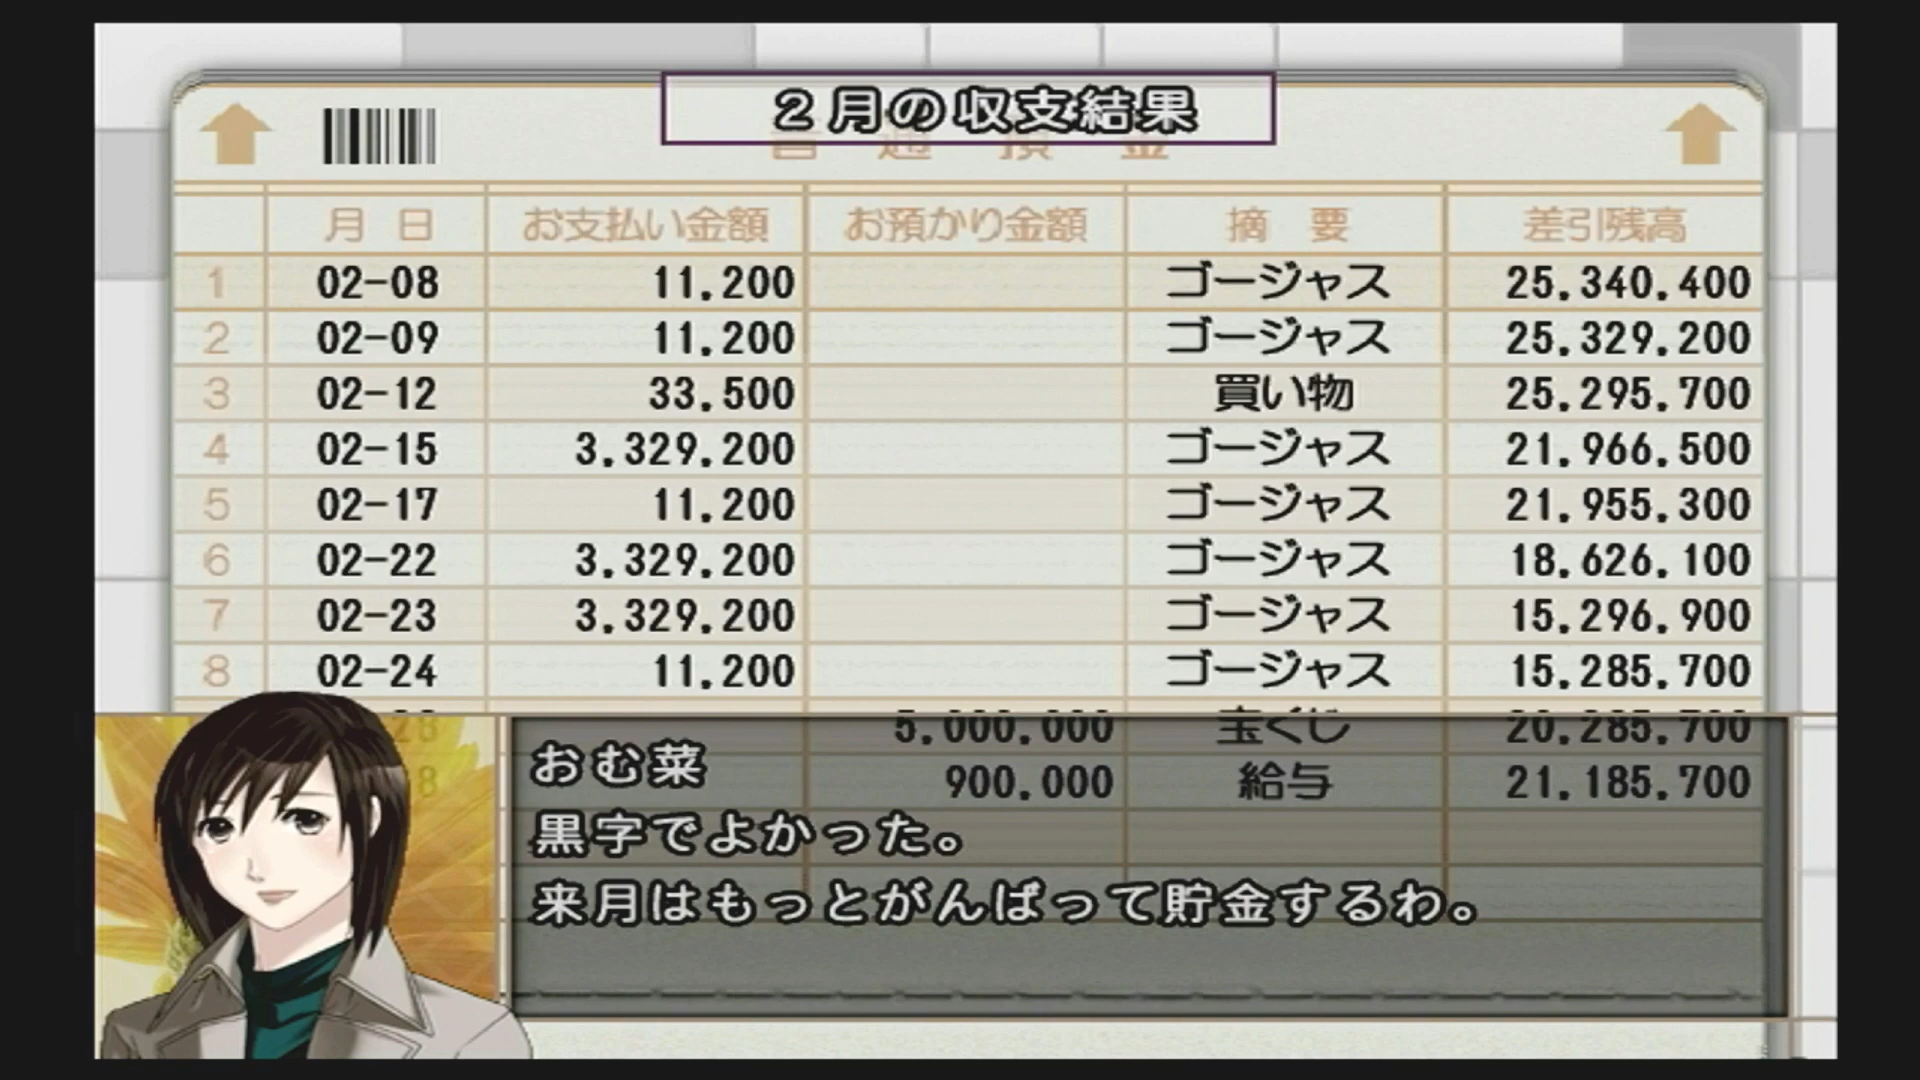 2月の収支結果
普通預金
月日 お支払い金額 お預かり金額 摘要 差引残高
1 02-08 11.200 ゴージャス 25.340.400
2 02-09 11.200 ゴージャス 25.329.200
3 02-12 33.500 買い物 25.295.700
4 02-15 3.329.200 ゴージャス 21.966.500
5 02-17 11.200 ゴージャス 21.955.300
6 02-22 3.329.200 ゴージャス 18.626.100
7 02-23 3.329.200 ゴージャス 15.296.900
8 02-24 11.200 ゴージャス 15.285.700
28 5.000.000 宝くじ 20.285.700
8 900.000 給与 21.185.700
おむ菜
黒字でよかった。
来月はもっとがんばって貯金するわ。